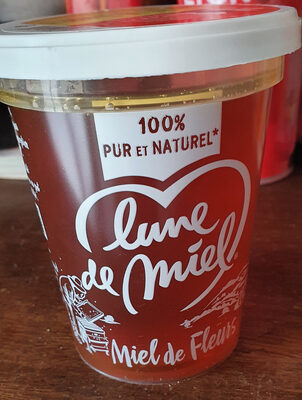 100%
PUR ET NATUREL*
lune
de miel
Miel de Fleurs